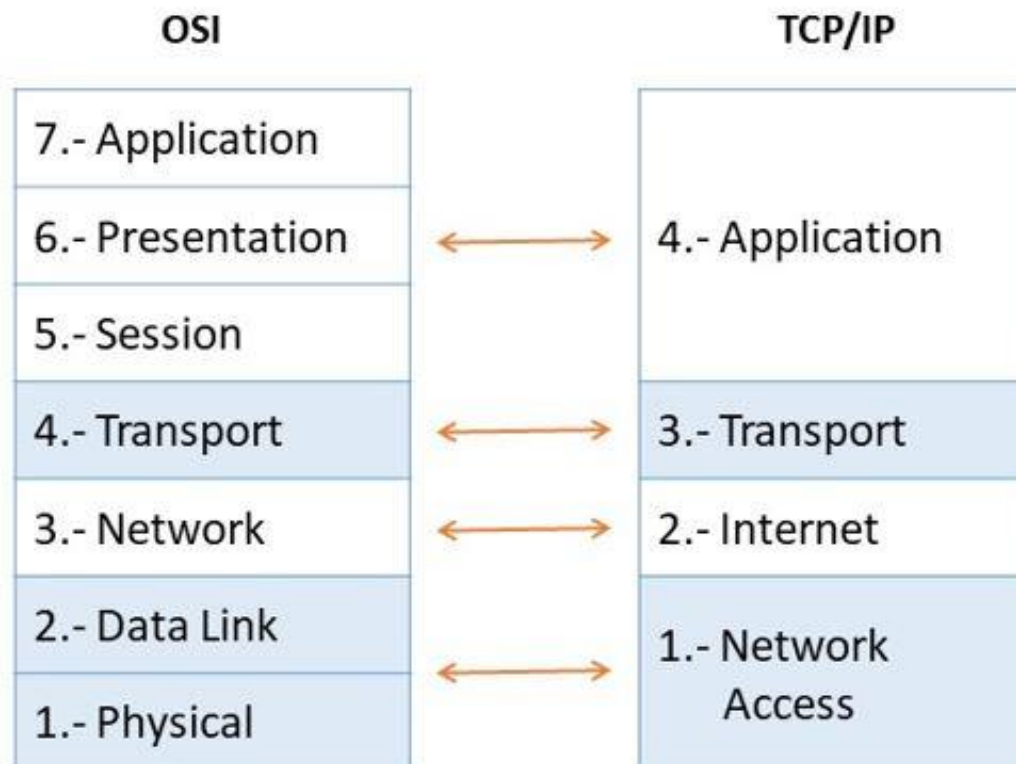 OSI
7.- Application
6.- Presentation
5.- Session
4.- Transport
3.- Network
2.- Data Link
1.- Physical
TCP/IP
4.- Application
3.- Transport
2.- Internet
1.- Network
Access